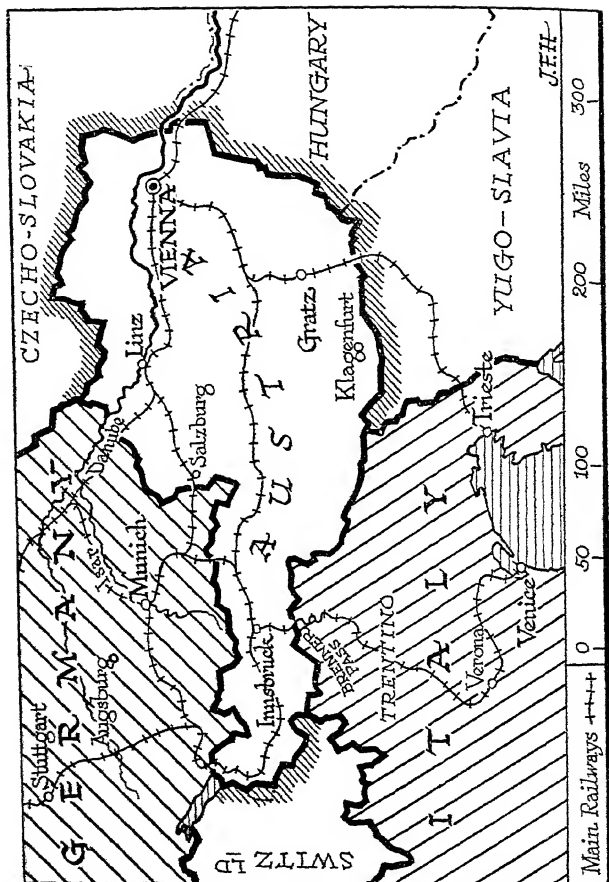 CZECHO-SLOVAKIA
GERMANY
Stuttgart
Augsburg
Munich
Isar
Danube
Linz
VIENNA
Salzburg
AUSTRIA
Innsbruck
Gratz
Klagenfurt
HUNGARY
SWITZLD
BRENNER
PASS
TRENTINO
ITALY
Verona
Venice
Trieste
YUGO-SLAVIA
J.F.H.
Main Railways
0 50 100 200 Miles 300